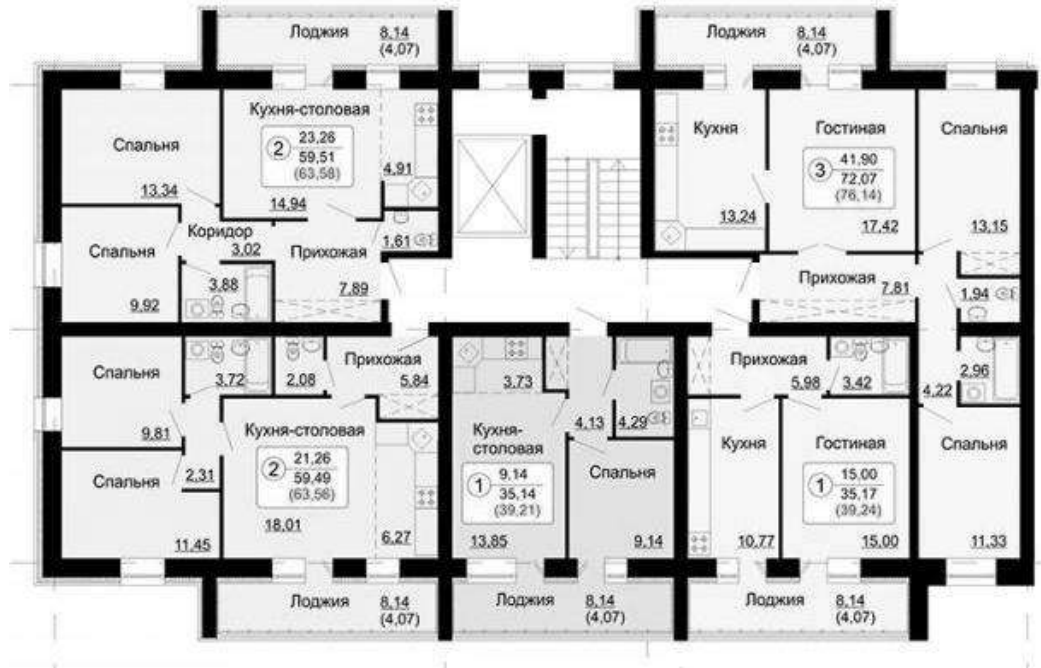 Лоджия 8.14
(4.07)
Лоджия 8.14
(4.07)
Спальня
13.34
Кухня-столовая
2
23,26
59,51
(63,58)
14.94
4.91
Кухня
13.24
Гостиная
3
41,90
72,07
(76,14)
17.42
Спальня
13.15
Спальня
9.92
Коридор
3.02
3.88
Прихожая
7.89
1.61
Прихожая
7.81
1.94
Спальня
9.81
3.72
2.08
Прихожая
5.84
3.73
4.13
4.29
Прихожая
5.98
3.42
4.22
2.96
Спальня
2.31
11.45
Кухня-столовая
2
21,26
59,49
(63,56)
18.01
6.27
Кухня-
столовая
1
9.14
35,14
(39,21)
13.85
Спальня
9.14
Кухня
10.77
Гостиная
1
15.00
35,17
(39,24)
15.00
Спальня
11.33
Лоджия 8.14
(4.07)
Лоджия 8.14
(4.07)
Лоджия 8.14
(4.07)